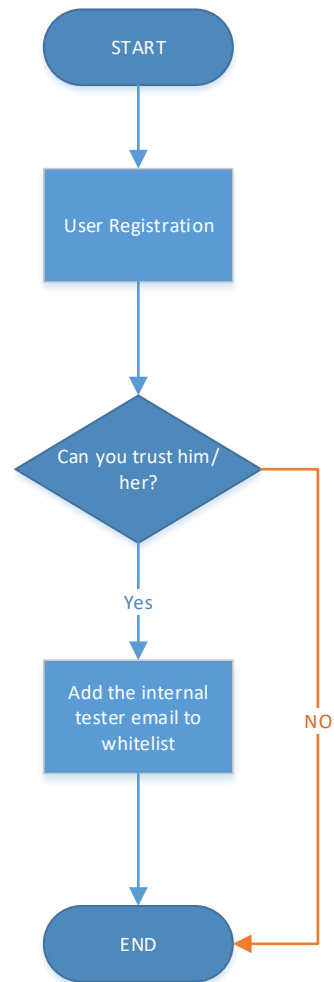 START
User Registration
Can you trust him/
her?
Yes
Add the internal
tester email to
whitelist
NO
END